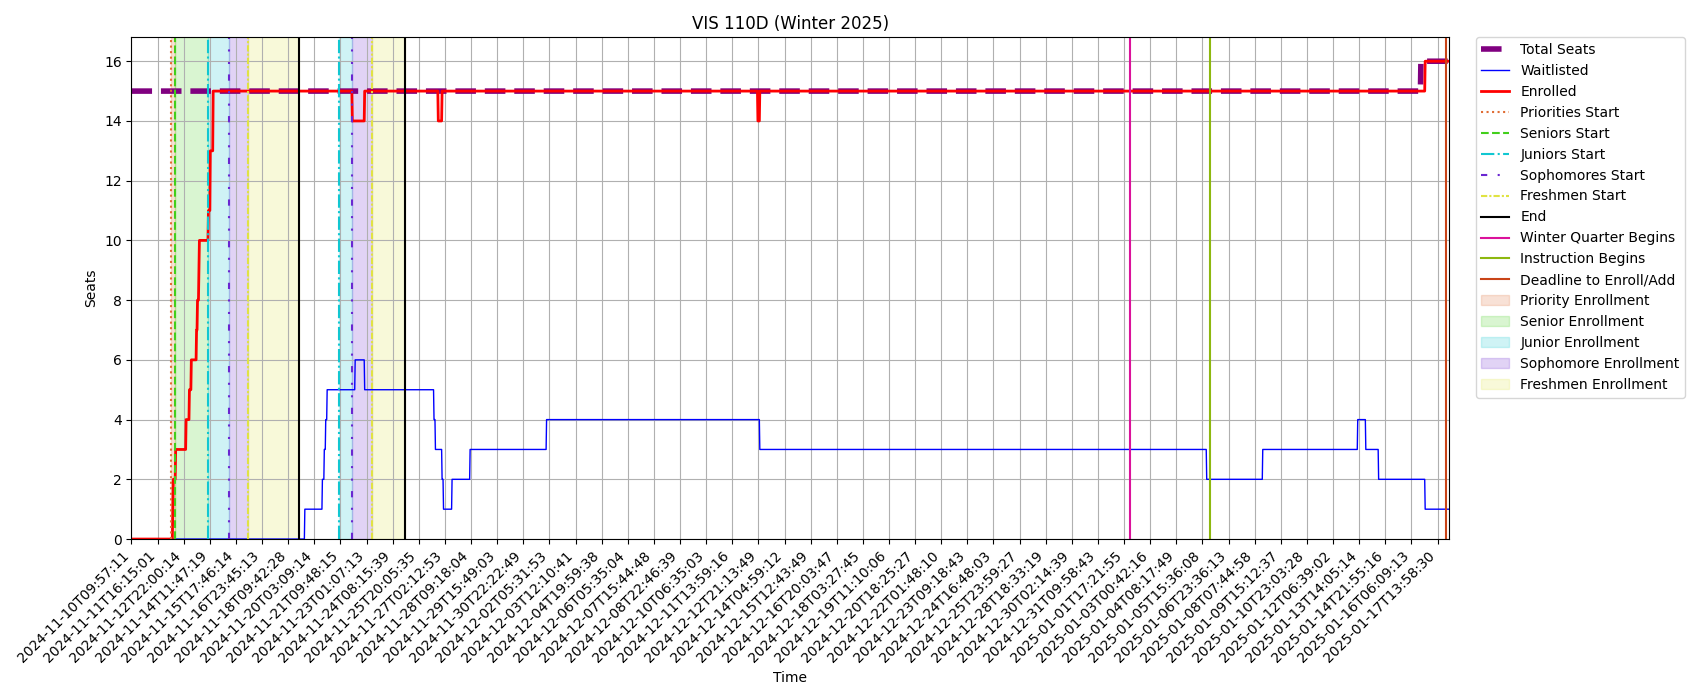 VIS 110D (Winter 2025)
Seats
16
14
12
10
8
6
4
2
0
2024-11-10T09:57:11
2024-11-11T16:15:01
2024-11-12T22:00:14
2024-11-14T11:47:19
2024-11-15T17:46:14
2024-11-16T23:45:13
2024-11-18T09:42:28
2024-11-20T03:09:14
2024-11-21T09:48:15
2024-11-23T01:07:13
2024-11-24T08:15:39
2024-11-25T20:05:35
2024-11-27T02:12:53
2024-11-28T09:18:04
2024-11-29T15:49:03
2024-11-30T22:22:49
2024-12-02T05:31:53
2024-12-03T12:10:41
2024-12-04T19:59:38
2024-12-06T05:35:04
2024-12-07T15:44:48
2024-12-08T22:46:39
2024-12-10T06:35:03
2024-12-11T13:59:16
2024-12-12T21:13:49
2024-12-14T04:59:12
2024-12-15T12:43:49
2024-12-16T20:03:47
2024-12-18T03:27:45
2024-12-19T11:10:06
2024-12-20T18:25:27
2024-12-22T01:48:10
2024-12-23T09:18:43
2024-12-24T16:48:03
2024-12-25T23:59:27
2024-12-28T18:33:19
2024-12-30T02:14:39
2024-12-31T09:58:43
2025-01-01T17:21:55
2025-01-03T00:42:16
2025-01-04T08:17:49
2025-01-05T15:36:08
2025-01-06T23:36:13
2025-01-08T07:44:58
2025-01-09T15:12:37
2025-01-10T23:03:28
2025-01-12T06:39:02
2025-01-13T14:05:14
2025-01-14T21:55:16
2025-01-16T06:09:13
2025-01-17T13:58:30
Time
Total Seats
Waitlisted
Enrolled
Priorities Start
Seniors Start
Juniors Start
Sophomores Start
Freshmen Start
End
Winter Quarter Begins
Instruction Begins
Deadline to Enroll/Add
Priority Enrollment
Senior Enrollment
Junior Enrollment
Sophomore Enrollment
Freshmen Enrollment